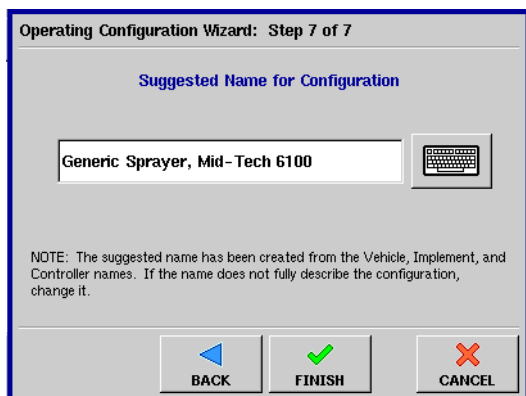 Operating Configuration Wizard: Step 7 of 7
Suggested Name for Configuration
Generic Sprayer, Mid-Tech 6100
NOTE: The suggested name has been created from the Vehicle, Implement, and
Controller names. If the name does not fully describe the configuration,
change it.
BACK FINISH CANCEL